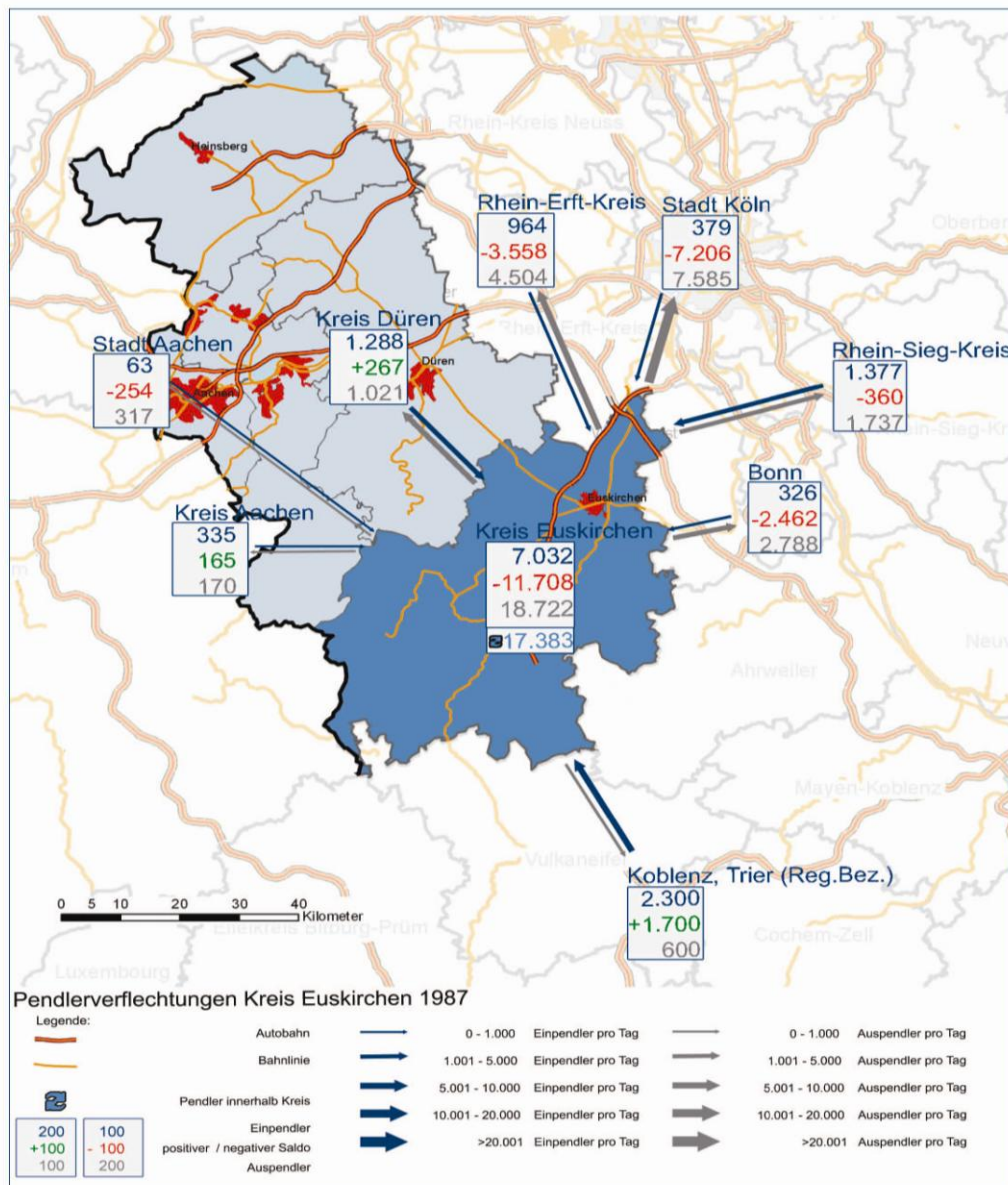 Rhein-Kreis Neuss
Heinsberg
Rhein-Erft-Kreis
964
-3.558
4.504
Stadt Köln
379
-7.206
7.585
Rhein-Erft-Kreis
Kreis Düren
1.288
+267
1.021
Düren
Stadt Aachen
63
-254
317
Aachen
Rhein-Sieg-Kreis
1.377
-360
1.737
Bonn
326
-2.462
2.788
Euskirchen
Kreis Aachen
335
165
170
Kreis Euskirchen
7.032
-11.708
18.722
17.383
Ahrweiler
Mayen-Koblenz
Vulkaneifel
Koblenz, Trier (Reg.Bez.)
2.300
+1.700
600
Cochem-Zell
0 5 10 20 30 40
Kilometer
Eifelkreis Bitburg-Prüm
Luxembourg
Pendlerverflechtungen Kreis Euskirchen 1987
Legende:
Autobahn 0 - 1.000 Einpendler pro Tag 0 - 1.000 Auspendler pro Tag
Bahnlinie 1.001 - 5.000 Einpendler pro Tag 1.001 - 5.000 Auspendler pro Tag
Pendler innerhalb Kreis 5.001 - 10.000 Einpendler pro Tag 5.001 - 10.000 Auspendler pro Tag
200 100 Einpendler 10.001 - 20.000 Einpendler pro Tag 10.001 - 20.000 Auspendler pro Tag
+100 - 100 positiver / negativer Saldo >20.001 Einpendler pro Tag >20.001 Auspendler pro Tag
100 200 Auspendler